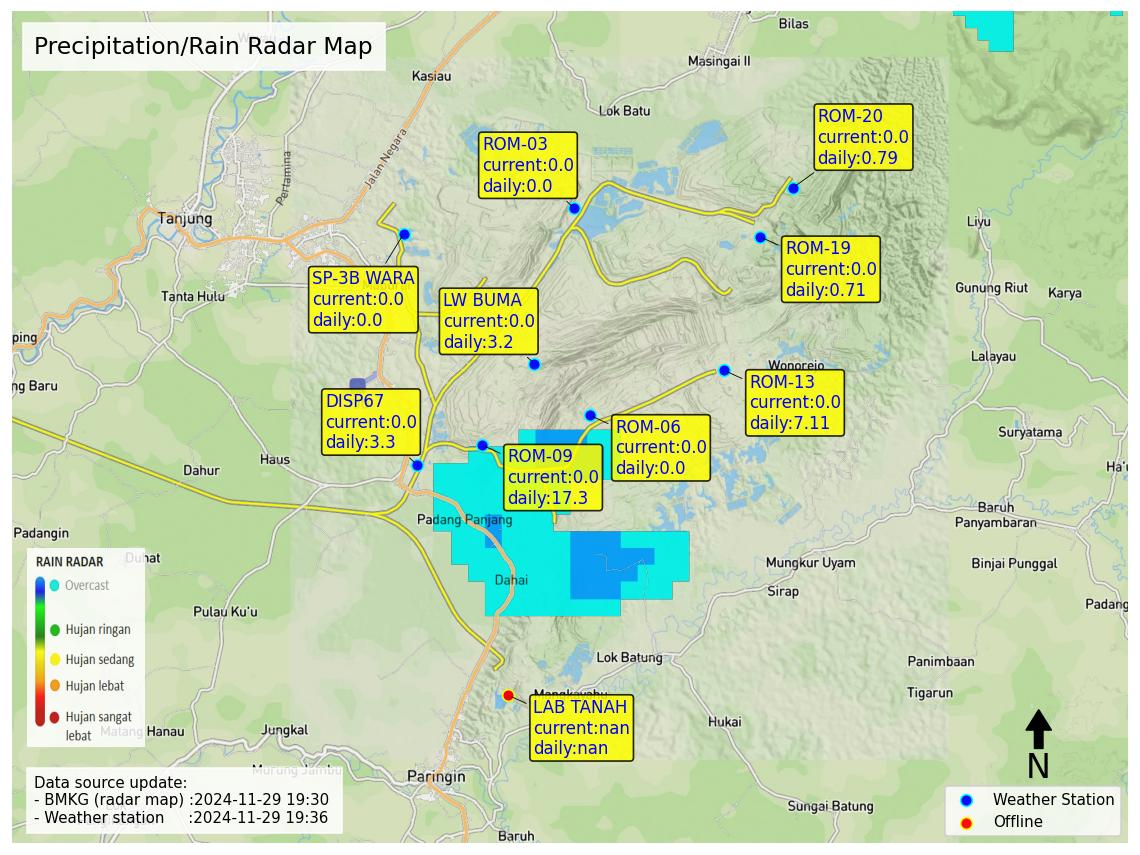 Precipitation/Rain Radar Map
Bilas
Masingai II
Kasiau
Lok Batu
Jalan Negara
Pertamina
Tanjung
Tanta Hulu
ROM-03
current:0.0
daily:0.0
ROM-20
current:0.0
daily:0.79
ROM-19
current:0.0
daily:0.71
SP-3B WARA
current:0.0
daily:0.0
LW BUMA
current:0.0
daily:3.2
Liyu
Gunung Riut
Karya
Lalayau
Wonorejo
ROM-13
current:0.0
daily:7.11
DISP67
current:0.0
daily:3.3
ROM-06
current:0.0
daily:0.0
ROM-09
current:0.0
daily:17.3
ping
ng Baru
Suryatama
Ha'u
Haus
Dahur
Padang Panjang
Baruh
Panyambaran
Padangin
Duhat
Mungkur Uyam
Binjai Punggal
Dahai
Sirap
Padang
Pulau Ku'u
RAIN RADAR
Overcast
Hujan ringan
Hujan sedang
Hujan lebat
Hujan sangat
lebat
Lok Batung
Panimbaan
Tigarun
Mangkayahu
LAB TANAH
current:nan
daily:nan
Hukai
Matang Hanau
Jungkal
Murung Jambu
Paringin
Sungai Batung
Baruh
Data source update:
- BMKG (radar map) :2024-11-29 19:30
- Weather station :2024-11-29 19:36
N
Weather Station
Offline